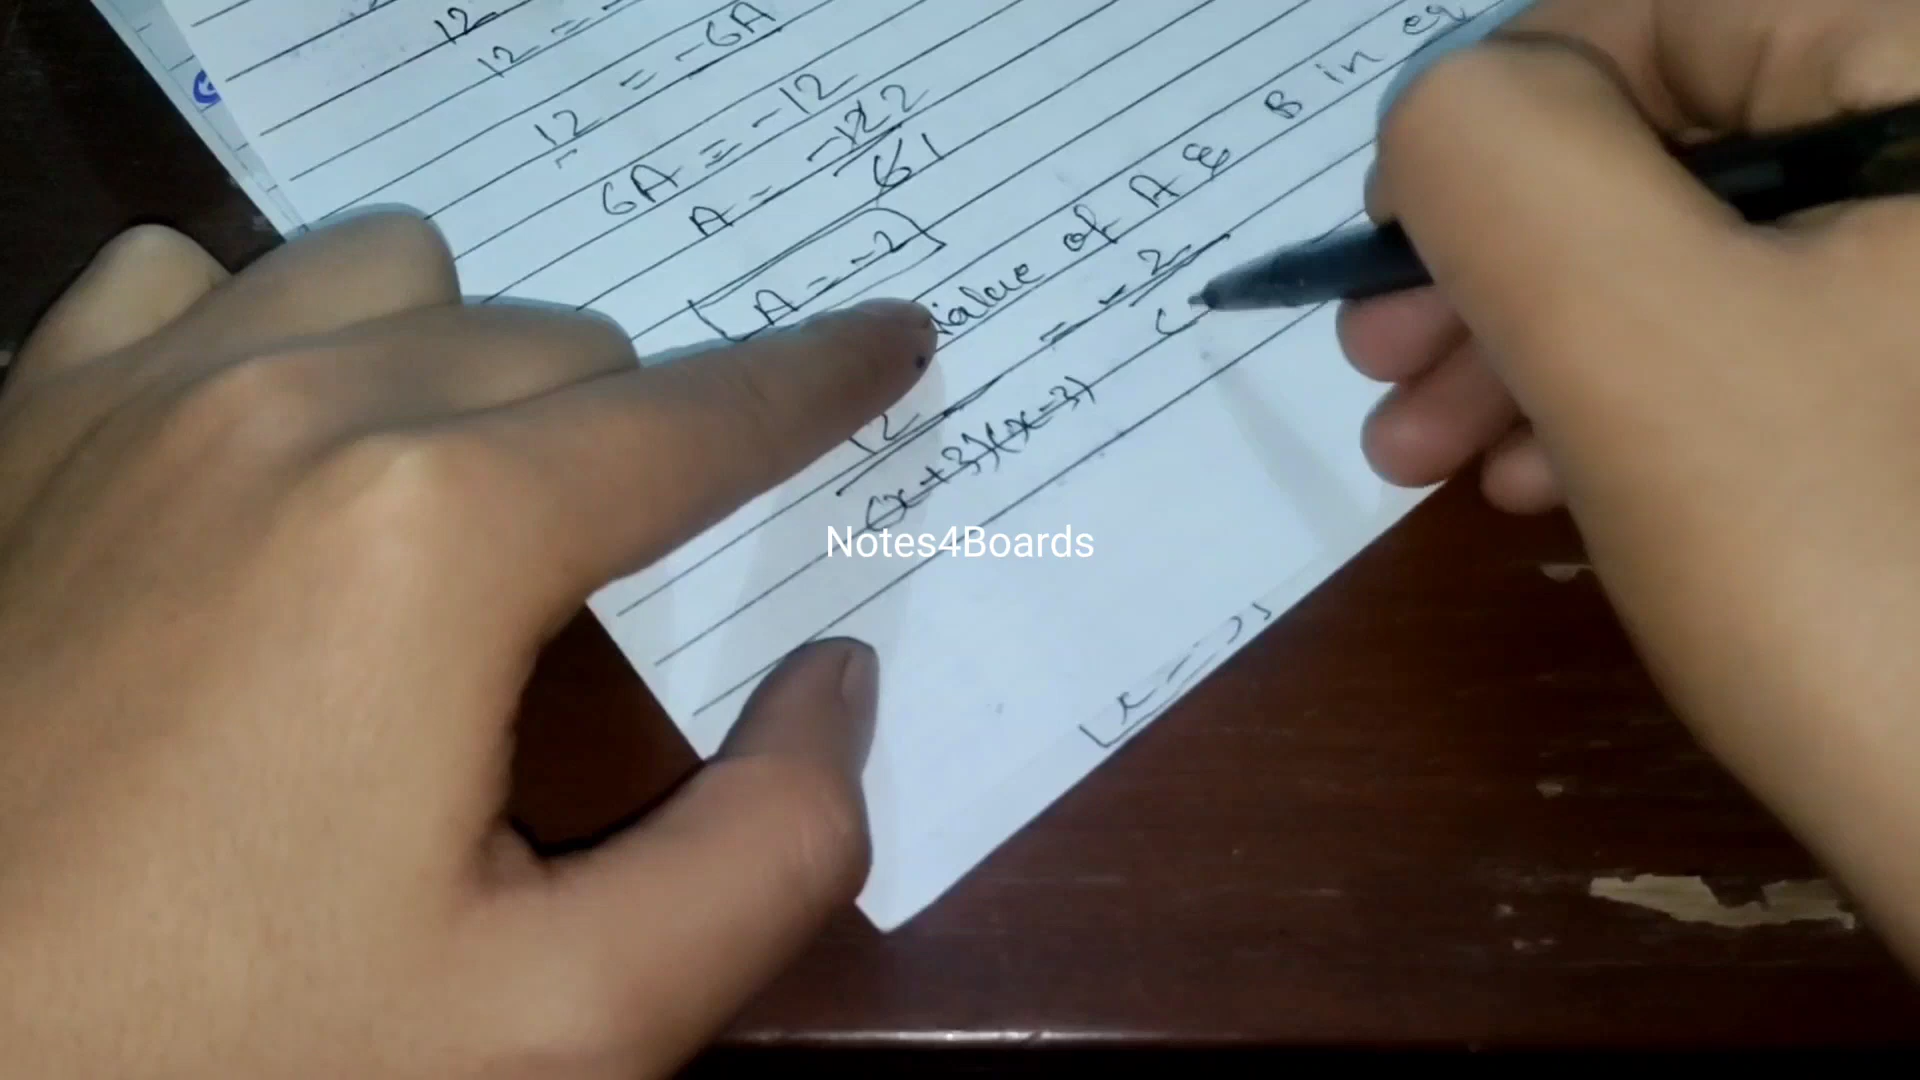 12
12 =
12 = -6A
6A = -12
A = -12 2 / 6 1
A = -2
value of A & B in eq
12 / (x+3)(x-3) = -2 / (
Notes4Boards